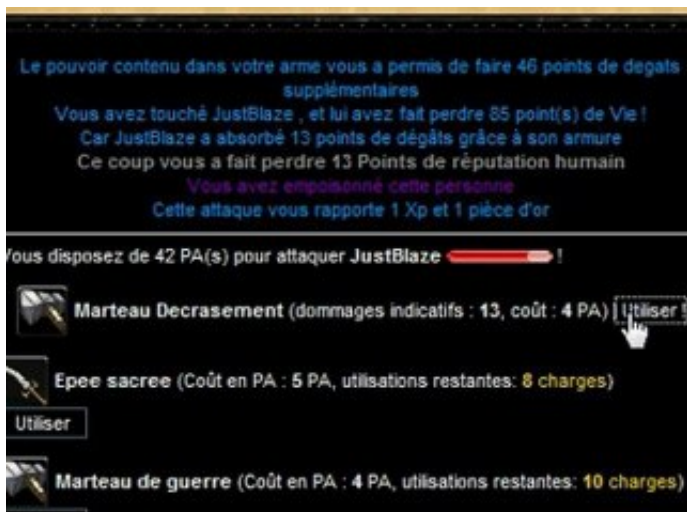 Le pouvoir contenu dans votre arme vous a permis de faire 46 points de degats
supplémentaires
Vous avez touché JustBlaze , et lui avez fait perdre 85 point(s) de Vie !
Car JustBlaze a absorbé 13 points de dégâts grâce à son armure
Ce coup vous a fait perdre 13 Points de réputation humain
Vous avez empoisonné cette personne
Cette attaque vous rapporte 1 Xp et 1 pièce d'or
Vous disposez de 42 PA(s) pour attaquer JustBlaze !
Marteau Decrasement (dommages indicatifs : 13, coût : 4 PA) Utiliser !
Epee sacree (Coût en PA : 5 PA, utilisations restantes: 8 charges)
Utiliser
Marteau de guerre (Coût en PA : 4 PA, utilisations restantes: 10 charges)